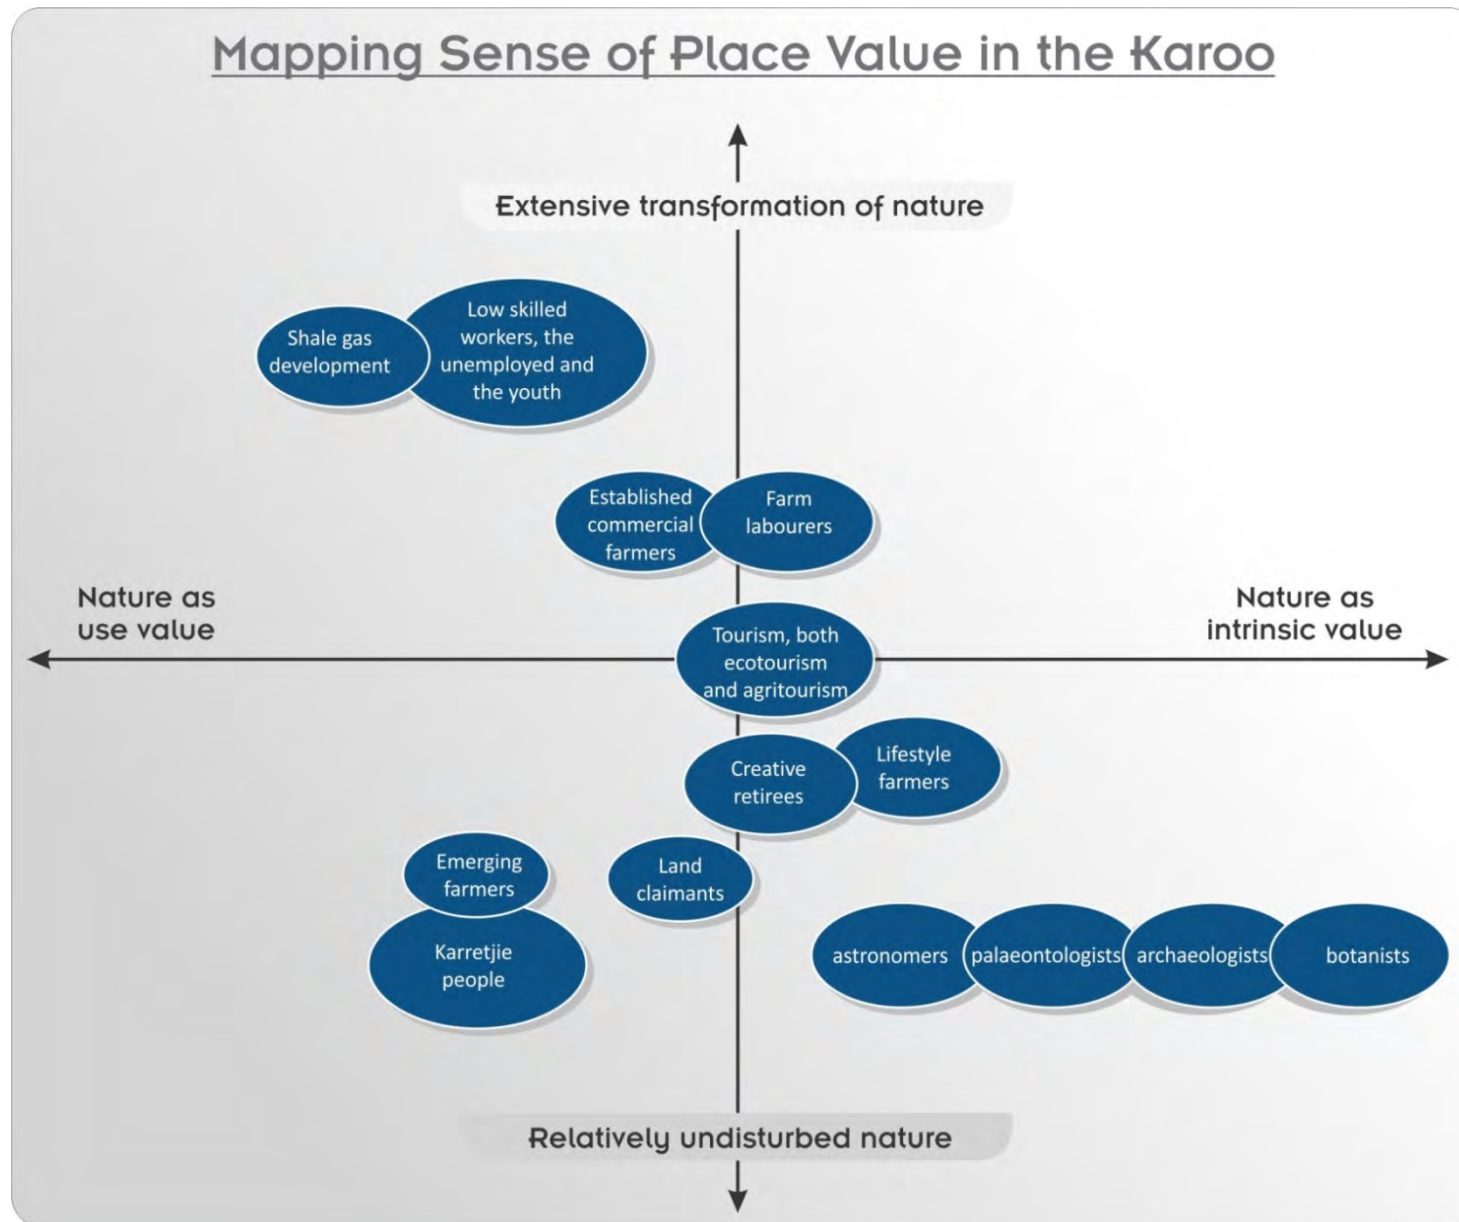 Mapping Sense of Place Value in the Karoo
Extensive transformation of nature
Shale gas
development
Low skilled
workers, the
unemployed and
the youth
Established
commercial
farmers
Farm
labourers
Nature as
use value
Nature as
intrinsic value
Tourism, both
ecotourism
and agritourism
Creative
retirees
Lifestyle
farmers
Emerging
farmers
Land
claimants
Karretjie
people
astronomers
palaeontologists
archaeologists
botanists
Relatively undisturbed nature